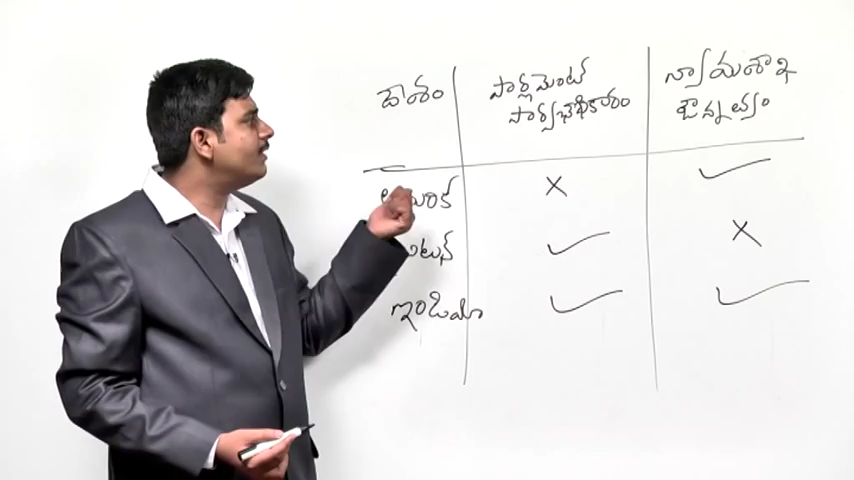 దేశం పార్లమెంట్ న్యాయశాఖ
సార్వభౌమాధికారం ఔన్నత్యం
× ✓
✓ ×
ఇండియా ✓ ✓